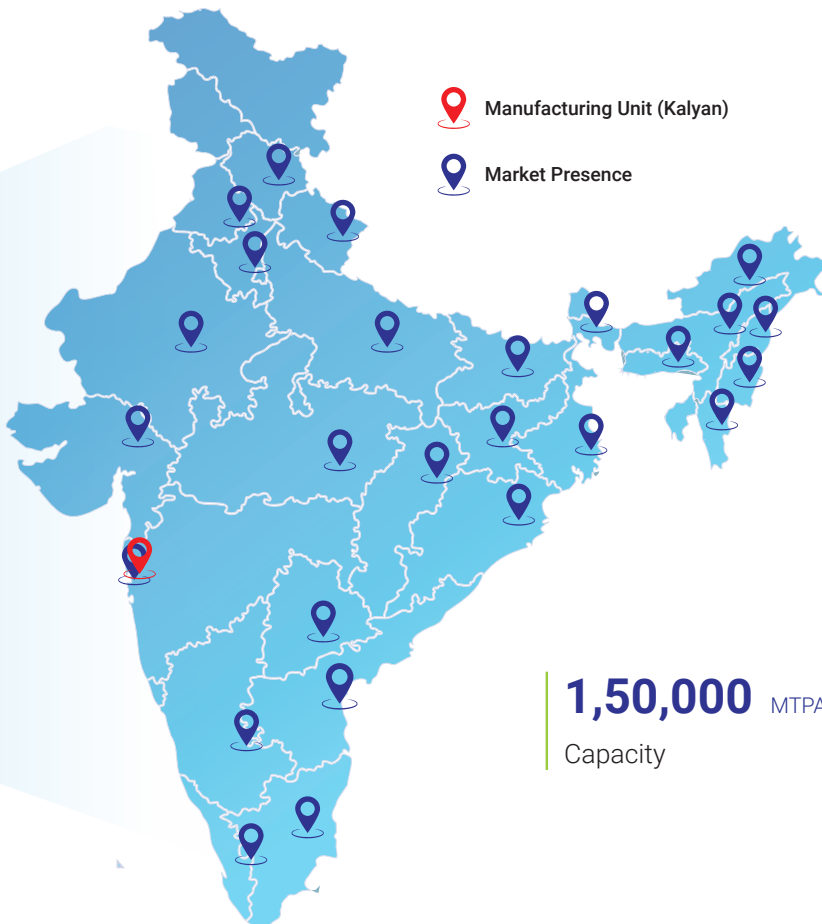 Manufacturing Unit (Kalyan)
Market Presence
1,50,000 MTPA
Capacity